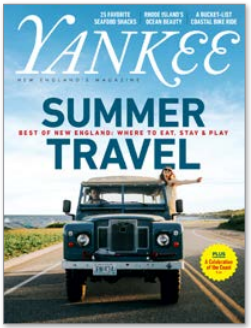 25 FAVORITE
SEAFOOD SHACKS
RHODE ISLAND'S
OCEAN BEAUTY
A BUCKET-LIST
COASTAL BIKE RIDE
YANKEE
NEW ENGLAND'S MAGAZINE
SUMMER
BEST OF NEW ENGLAND: WHERE TO EAT, STAY & PLAY
TRAVEL
PLUS
A Celebration
of the Coast